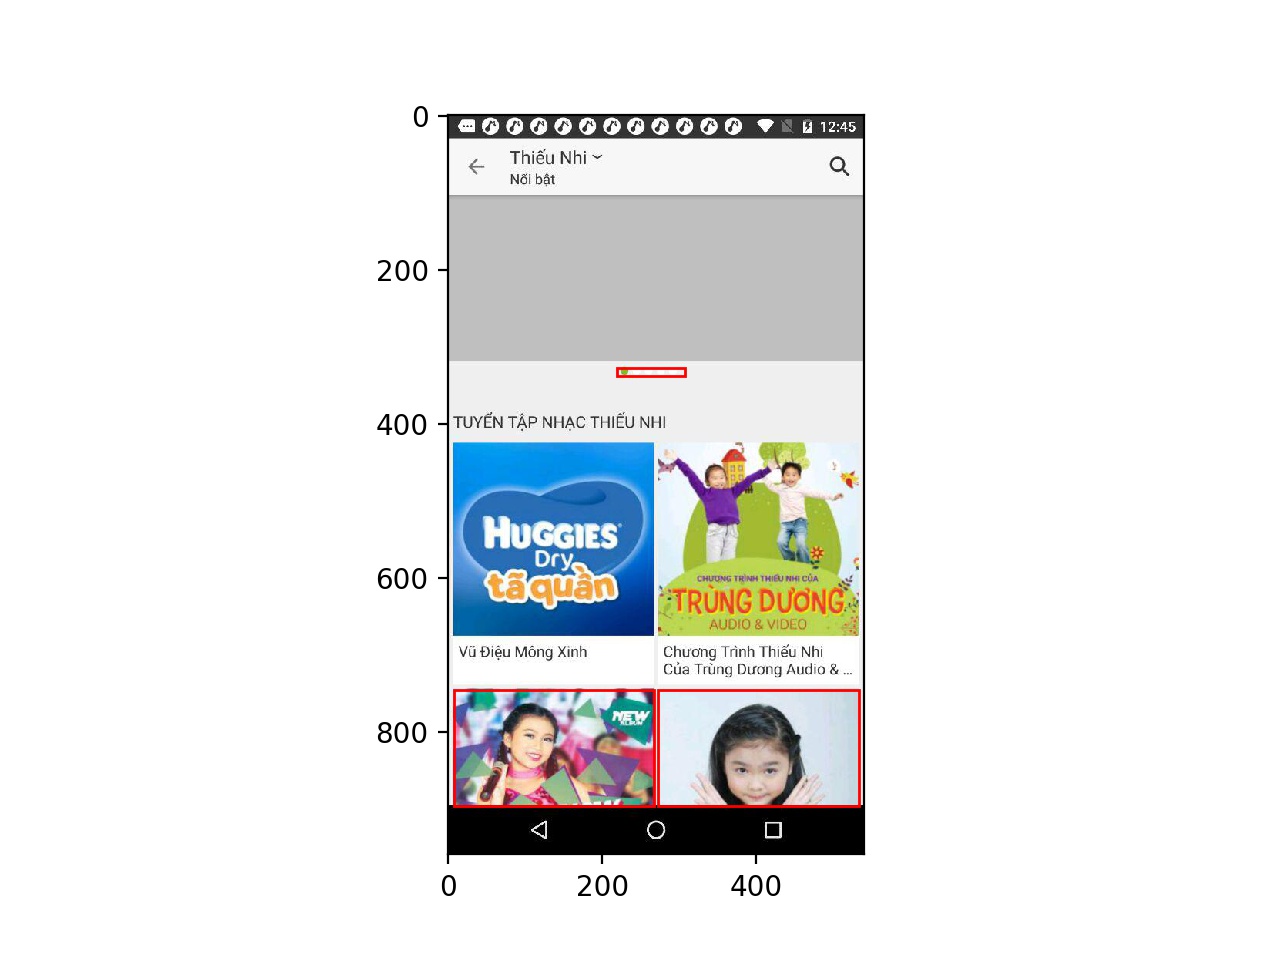 0
200
400
600
800
0
200
400
12:45
Thiếu Nhi
Nổi bật
TUYỂN TẬP NHẠC THIẾU NHI
HUGGIES
Dry
tã quần
CHƯƠNG TRÌNH THIẾU NHI CỦA
TRÙNG DƯƠNG
AUDIO & VIDEO
Vũ Điệu Mông Xinh
Chương Trình Thiếu Nhi
Của Trùng Dương Audio & ...
NEW
ALBUM